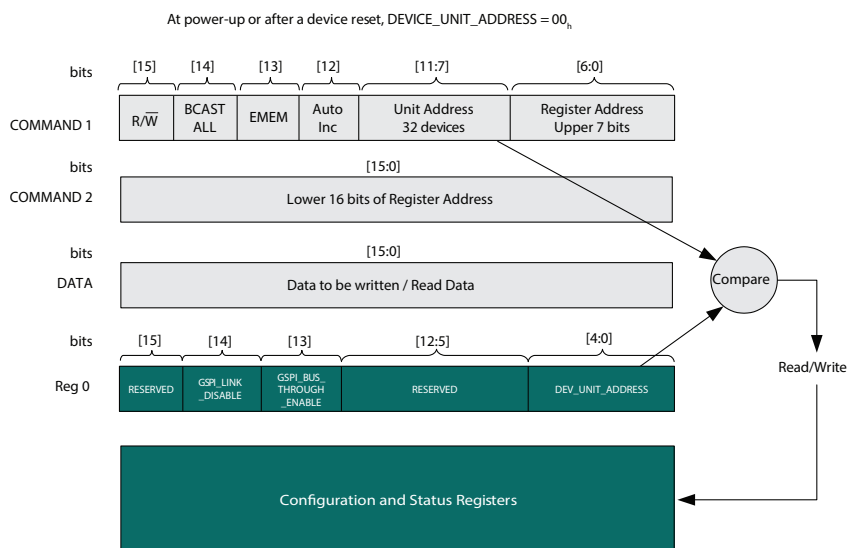 At power-up or after a device reset, DEVICE_UNIT_ADDRESS = 00h
bits [15] [14] [13] [12] [11:7] [6:0]
COMMAND 1
R/W̅
BCAST
ALL
EMEM
Auto
Inc
Unit Address
32 devices
Register Address
Upper 7 bits
bits [15:0]
COMMAND 2
Lower 16 bits of Register Address
bits [15:0]
DATA
Data to be written / Read Data
Compare
bits [15] [14] [13] [12:5] [4:0]
Reg 0
RESERVED
GSPI_LINK
_DISABLE
GSPI_BUS_
THROUGH
_ENABLE
RESERVED
DEV_UNIT_ADDRESS
Read/Write
Configuration and Status Registers